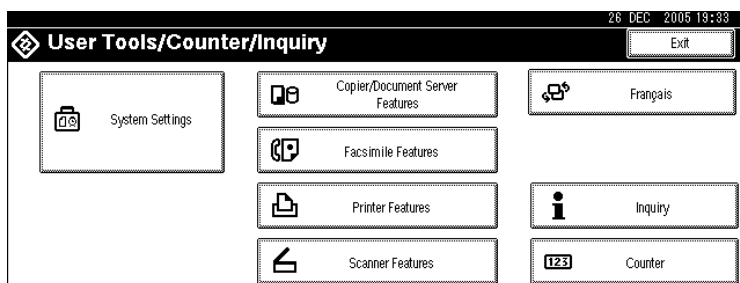 26 DEC 2005 19:33
User Tools/Counter/Inquiry
Exit
System Settings
Copier/Document Server
Features
Français
Facsimile Features
Printer Features
Inquiry
Scanner Features
123
Counter